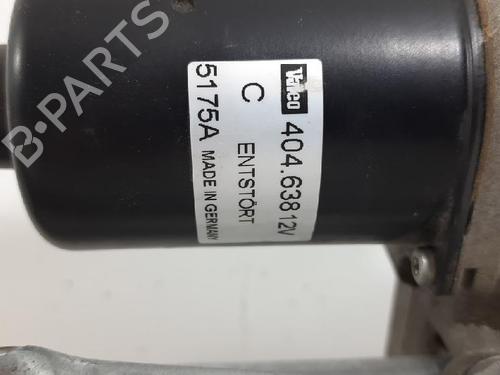 Valeo 404.638 12V
C ENTSTÖRT
5175A MADE IN GERMANY
B-PARTS